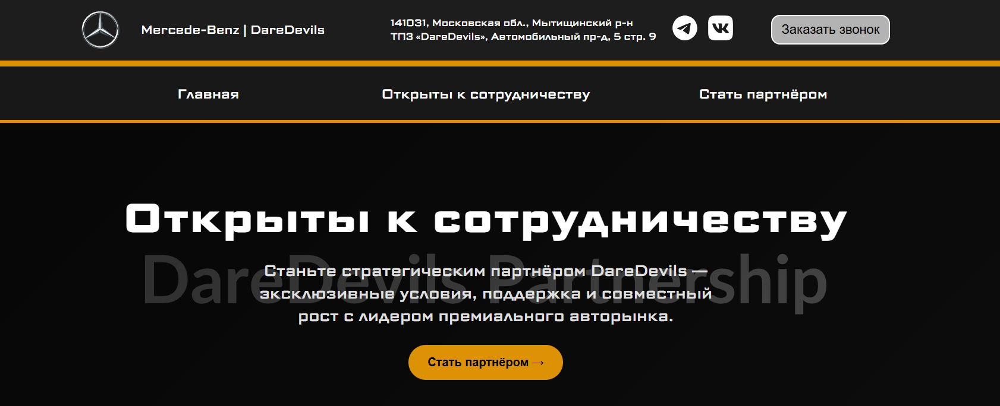 Mercede-Benz | DareDevils
141031, Московская обл., Мытищинский р-н
ТПЗ «DareDevils», Автомобильный пр-д, 5 стр. 9
Заказать звонок
Главная
Открыты к сотрудничеству
Стать партнёром
Открыты к сотрудничеству
DareDevils Partnership
Станьте стратегическим партнёром DareDevils —
эксклюзивные условия, поддержка и совместный
рост с лидером премиального авторынка.
Стать партнёром →